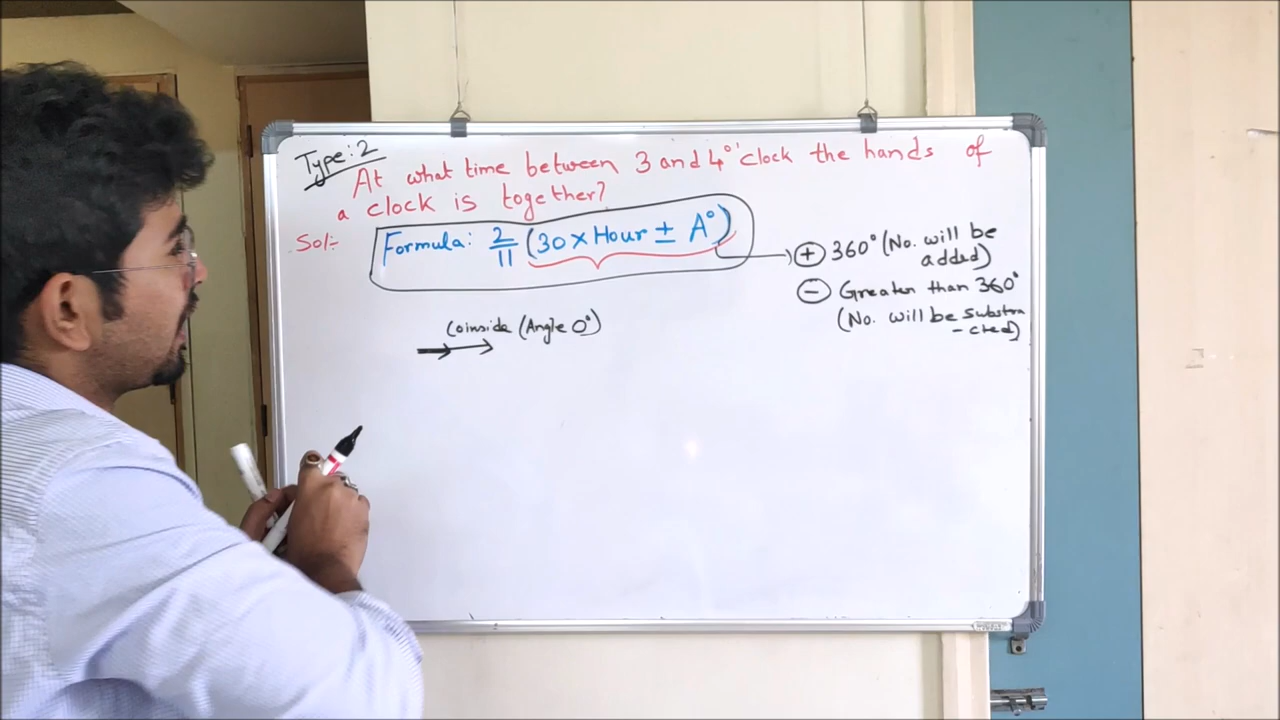 Type:2
At what time between 3 and 4°' clock the hands of
a clock is together?
Sol:-
Formula: 2/11 (30 × Hour ± A°)
+ 360° (No. will be
added)
- Greater than 360°
(No. will be substra
-cted)
Coinside (Angle 0°)